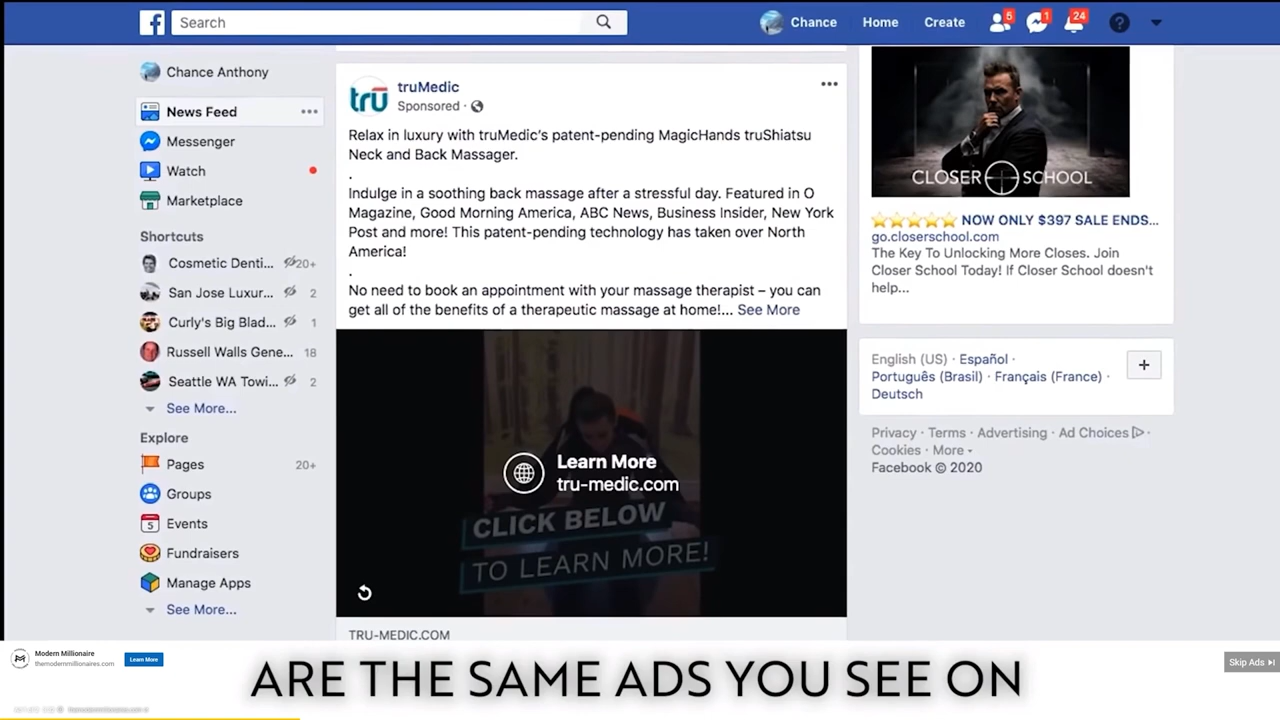 Search
Chance
Home
Create
5
1
24
Chance Anthony
News Feed
Messenger
Watch
Marketplace
Shortcuts
Cosmetic Denti... 20+
San Jose Luxur... 2
Curly's Big Blad... 1
Russell Walls Gene... 18
Seattle WA Towi... 2
See More...
Explore
Pages 20+
Groups
5 Events
Fundraisers
Manage Apps
See More...
trū
truMedic
Sponsored ·
Relax in luxury with truMedic's patent-pending MagicHands truShiatsu
Neck and Back Massager.
.
Indulge in a soothing back massage after a stressful day. Featured in O
Magazine, Good Morning America, ABC News, Business Insider, New York
Post and more! This patent-pending technology has taken over North
America!
.
No need to book an appointment with your massage therapist – you can
get all of the benefits of a therapeutic massage at home!... See More
Learn More
tru-medic.com
CLICK BELOW
TO LEARN MORE!
TRU-MEDIC.COM
CLOSER SCHOOL
NOW ONLY $397 SALE ENDS...
go.closerschool.com
The Key To Unlocking More Closes. Join
Closer School Today! If Closer School doesn't
help...
English (US) · Español ·
Português (Brasil) · Français (France) ·
Deutsch
Privacy · Terms · Advertising · Ad Choices ·
Cookies · More
Facebook © 2020
Modern Millionaire
themodernmillionaires.com
Learn More
ARE THE SAME ADS YOU SEE ON
Skip Ads